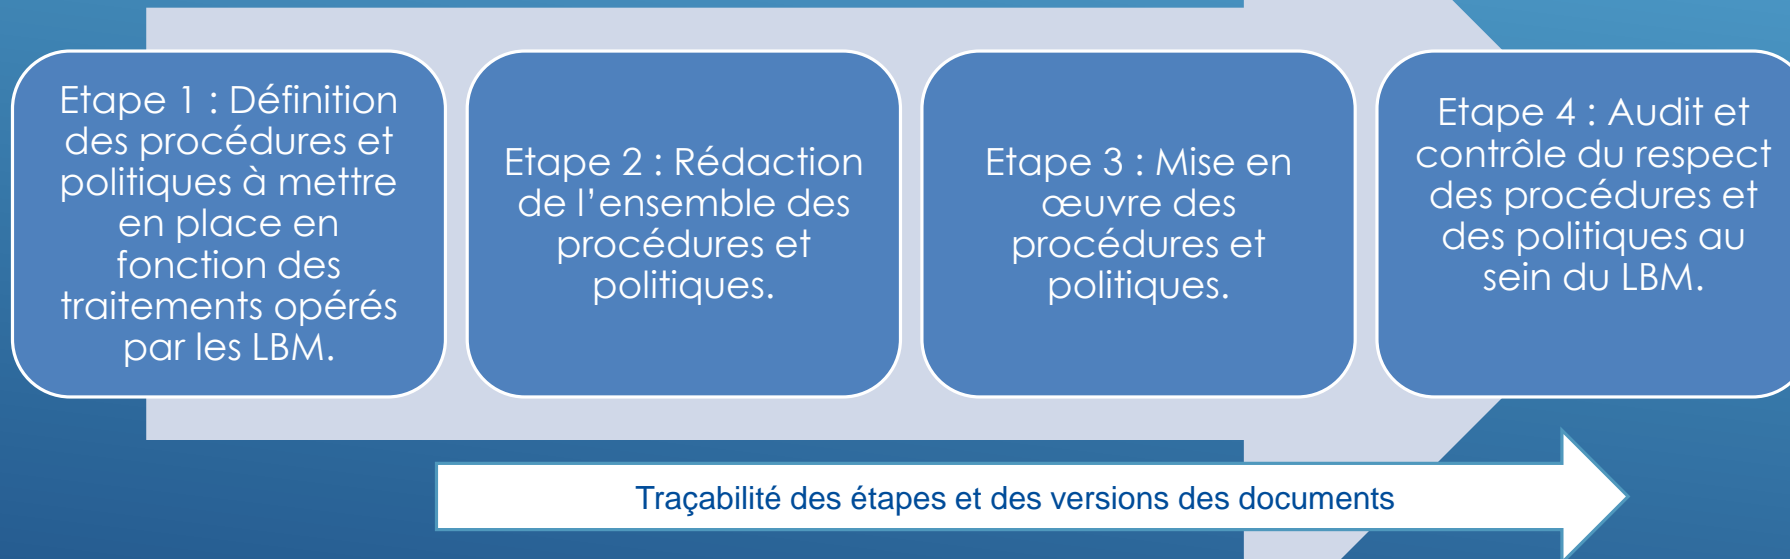 Etape 1 : Définition
des procédures et
politiques à mettre
en place en
fonction des
traitements opérés
par les LBM.
Etape 2 : Rédaction
de l'ensemble des
procédures et
politiques.
Etape 3 : Mise en
œuvre des
procédures et
politiques.
Etape 4 : Audit et
contrôle du respect
des procédures et
des politiques au
sein du LBM.
Traçabilité des étapes et des versions des documents